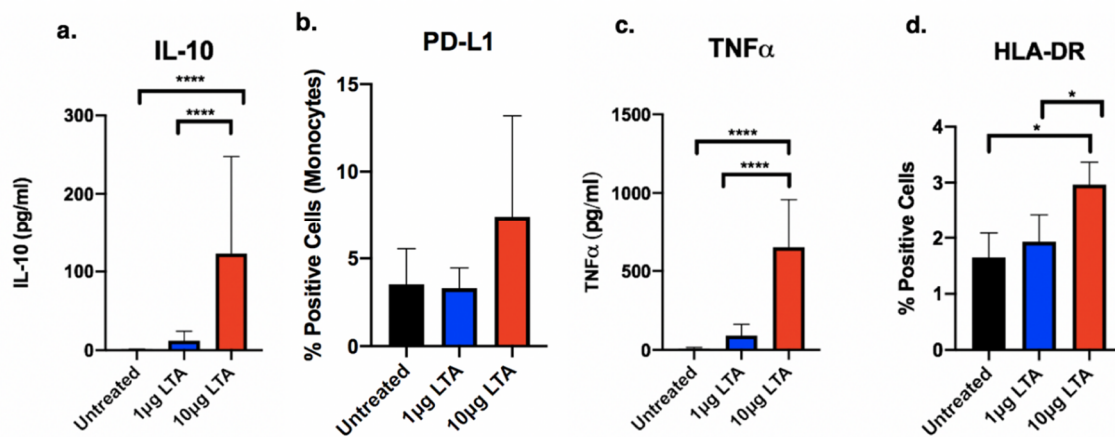 a.
IL-10
IL-10 (pg/ml)
300
200
100
0
****
****
Untreated
1µg LTA
10µg LTA
b.
PD-L1
% Positive Cells (Monocytes)
15
10
5
0
Untreated
1µg LTA
10µg LTA
c.
TNFα
TNFα (pg/ml)
1500
1000
500
0
****
****
Untreated
1µg LTA
10µg LTA
d.
HLA-DR
% Positive Cells
4
3
2
1
0
*
*
Untreated
1µg LTA
10µg LTA